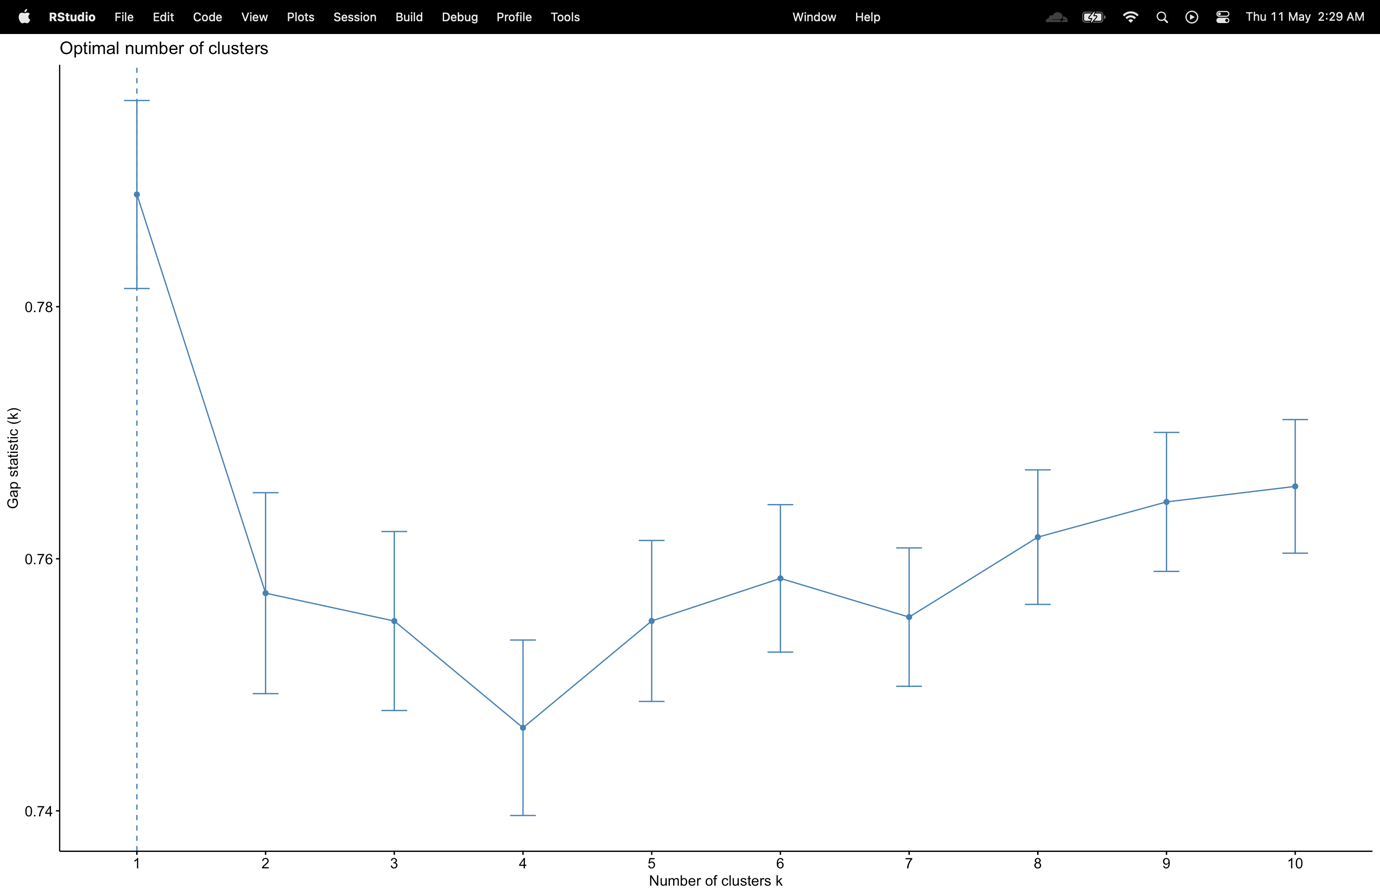 RStudio File Edit Code View Plots Session Build Debug Profile Tools Window Help Thu 11 May 2:29 AM
Optimal number of clusters
Gap statistic (k)
0.78
0.76
0.74
1 2 3 4 5 6 7 8 9 10
Number of clusters k